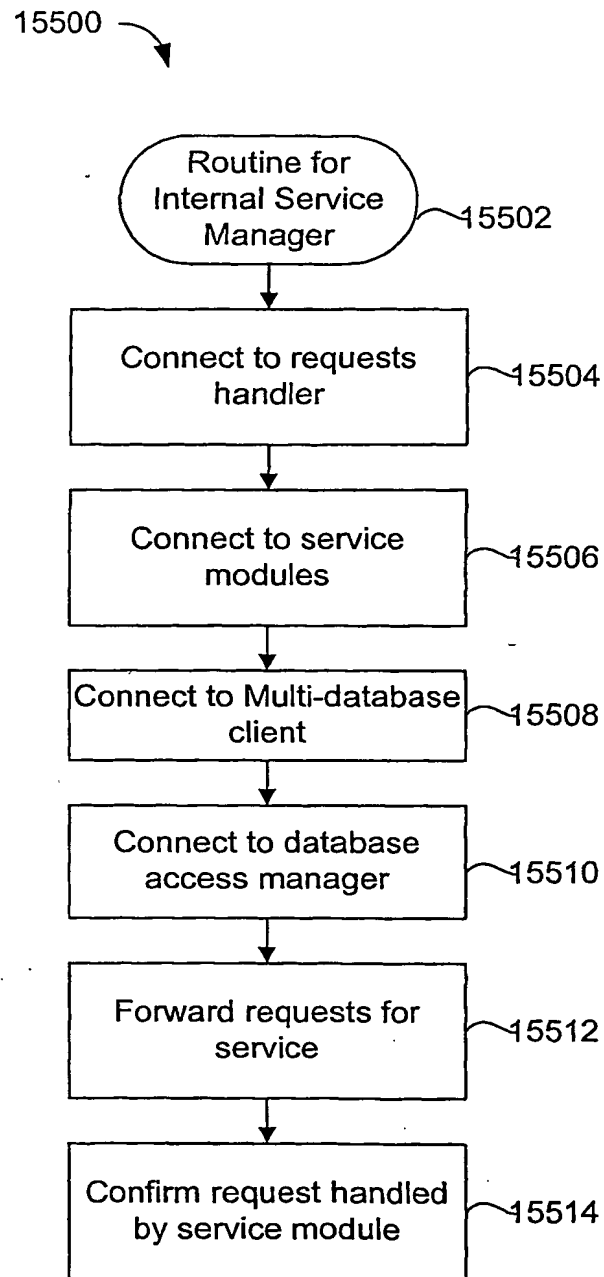 15500
Routine for
Internal Service
Manager
15502
Connect to requests
handler
15504
Connect to service
modules
15506
Connect to Multi-database
client
15508
Connect to database
access manager
15510
Forward requests for
service
15512
Confirm request handled
by service module
15514